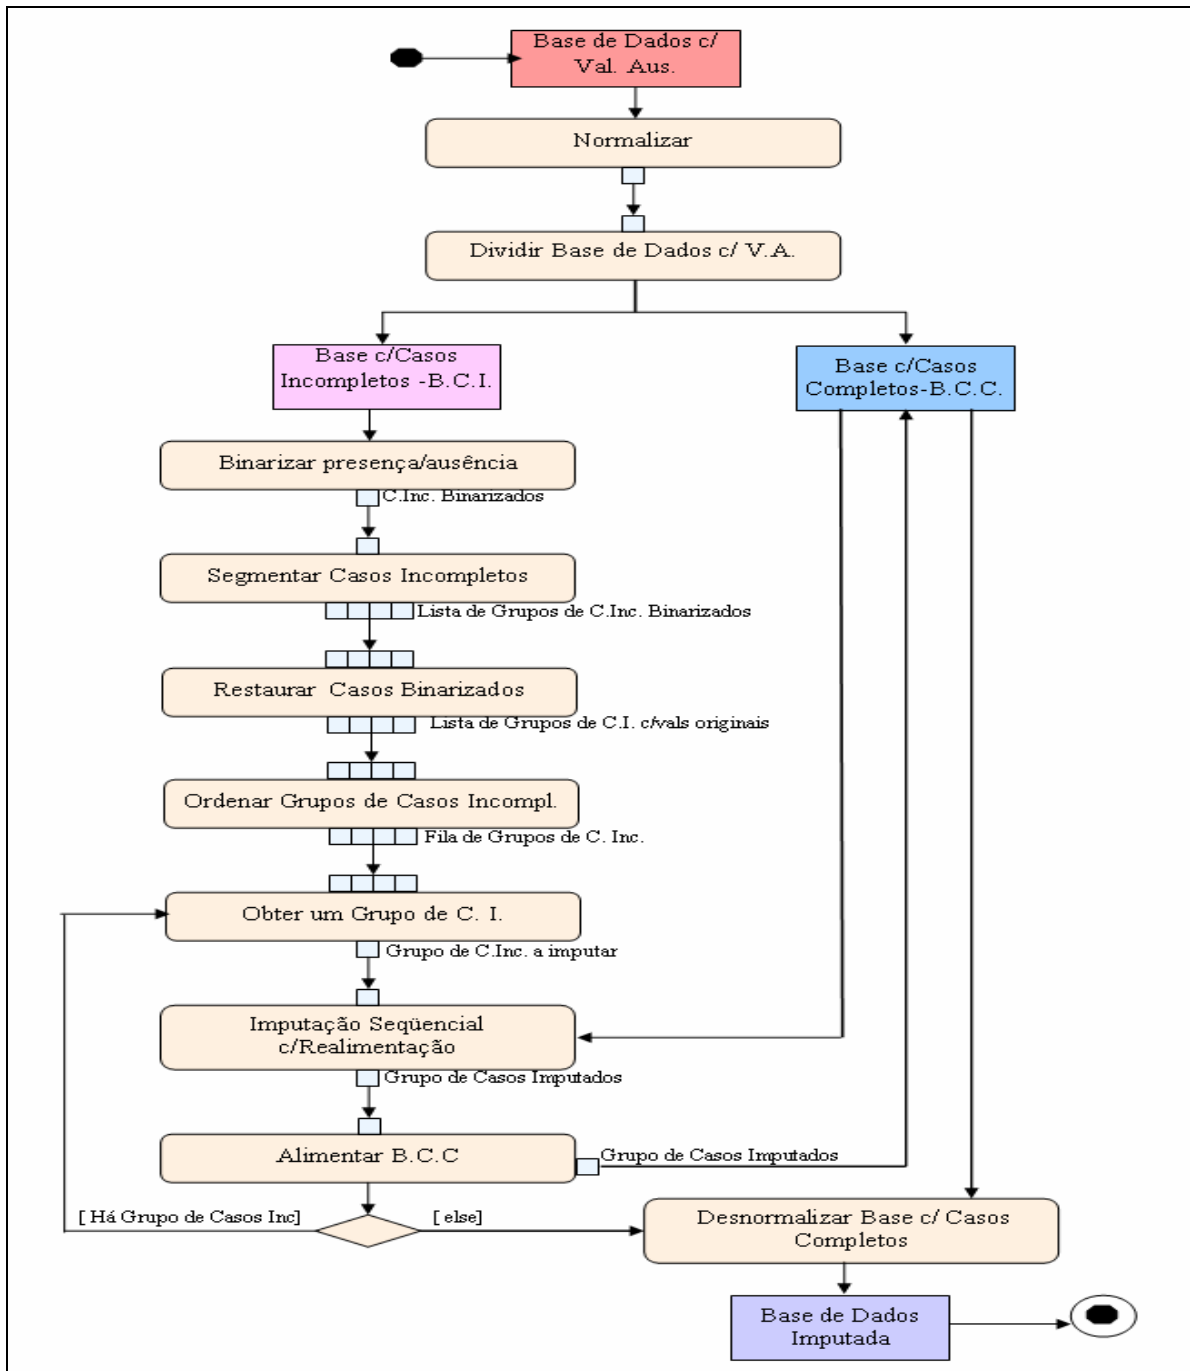 Base de Dados c/
Val. Aus.
Normalizar
Dividir Base de Dados c/ V.A.
Base c/Casos
Incompletos -B.C.I.
Base c/Casos
Completos-B.C.C.
Binarizar presença/ausência
C.Inc. Binarizados
Segmentar Casos Incompletos
Lista de Grupos de C.Inc. Binarizados
Restaurar Casos Binarizados
Lista de Grupos de C.I. c/vals originais
Ordenar Grupos de Casos Incompl.
Fila de Grupos de C. Inc.
Obter um Grupo de C. I.
Grupo de C.Inc. a imputar
Imputação Seqüencial
c/Realimentação
Grupo de Casos Imputados
Alimentar B.C.C
Grupo de Casos Imputados
[ Há Grupo de Casos Inc]
[ else]
Desnormalizar Base c/ Casos
Completos
Base de Dados
Imputada